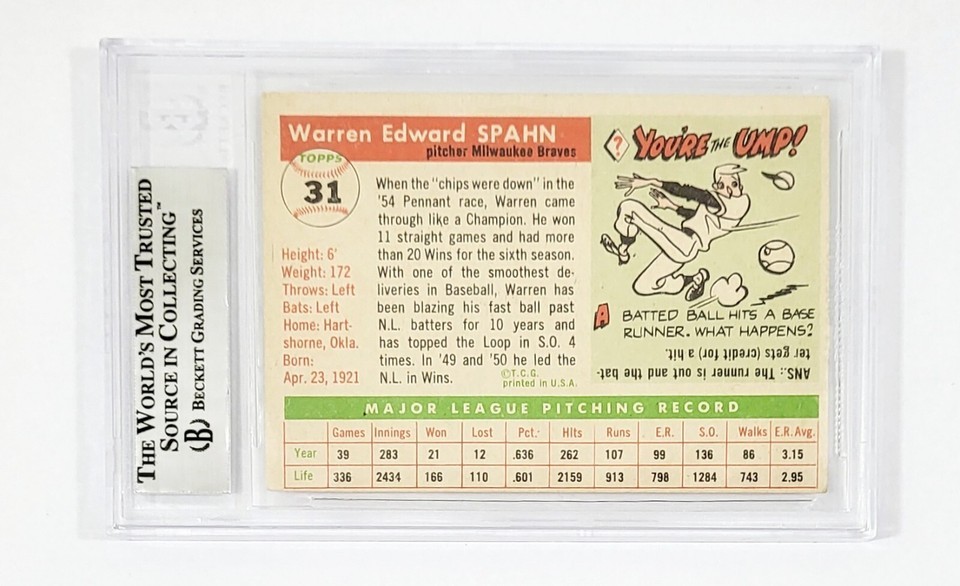 THE WORLD'S MOST TRUSTED
SOURCE IN COLLECTING™
B BECKETT GRADING SERVICES
Warren Edward SPAHN
pitcher Milwaukee Braves
TOPPS
31
Height: 6'
Weight: 172
Throws: Left
Bats: Left
Home: Hart-
shorne, Okla.
Born:
Apr. 23, 1921
When the "chips were down" in the
'54 Pennant race, Warren came
through like a Champion. He won
11 straight games and had more
than 20 Wins for the sixth season.
With one of the smoothest de-
liveries in Baseball, Warren has
been blazing his fast ball past
N.L. batters for 10 years and
has topped the Loop in S.O. 4
times. In '49 and '50 he led the
N.L. in Wins.
©T.C.G.
printed in U.S.A.
? YOU'RE THE UMP!
A BATTED BALL HITS A BASE
RUNNER. WHAT HAPPENS?
ANS.: The runner is out and the bat-
ter gets (credit for) a hit.
MAJOR LEAGUE PITCHING RECORD
Games Innings Won Lost Pct. Hits Runs E.R. S.O. Walks E.R. Avg.
Year 39 283 21 12 .636 262 107 99 136 86 3.15
Life 336 2434 166 110 .601 2159 913 798 1284 743 2.95